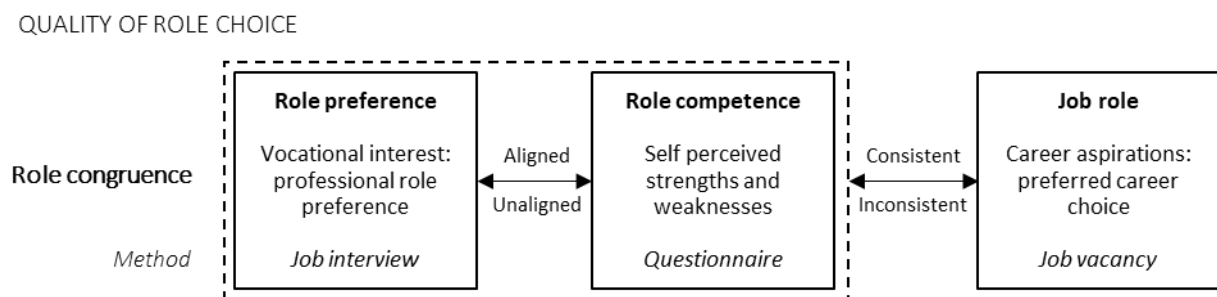 QUALITY OF ROLE CHOICE
Role preference
Vocational interest:
professional role
preference
Job interview
Aligned
Unaligned
Role competence
Self perceived
strengths and
weaknesses
Questionnaire
Consistent
Inconsistent
Job role
Career aspirations:
preferred career
choice
Job vacancy
Role congruence
Method